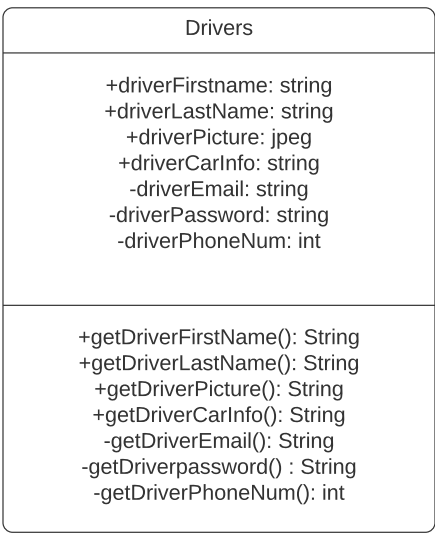 Drivers
+driverFirstname: string
+driverLastName: string
+driverPicture: jpeg
+driverCarInfo: string
-driverEmail: string
-driverPassword: string
-driverPhoneNum: int
+getDriverFirstName(): String
+getDriverLastName(): String
+getDriverPicture(): String
+getDriverCarInfo(): String
-getDriverEmail(): String
-getDriverpassword() : String
-getDriverPhoneNum(): int